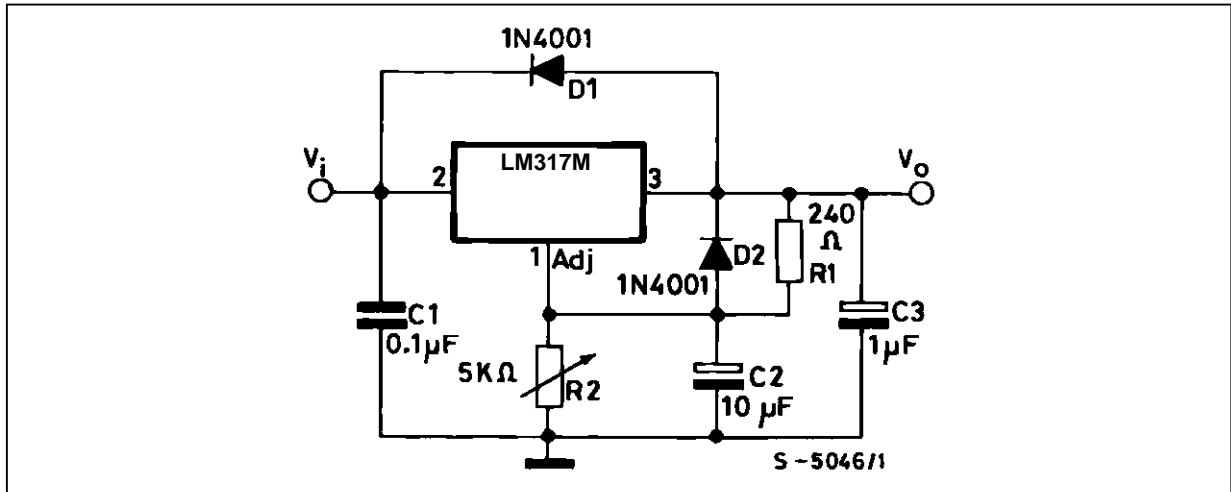 1N4001
D1
Vi
LM317M
Vo
2
3
240
Ω
R1
1 Adj
D2
1N4001
C1
0.1µF
C3
1µF
5KΩ
R2
C2
10 µF
S-5046/1